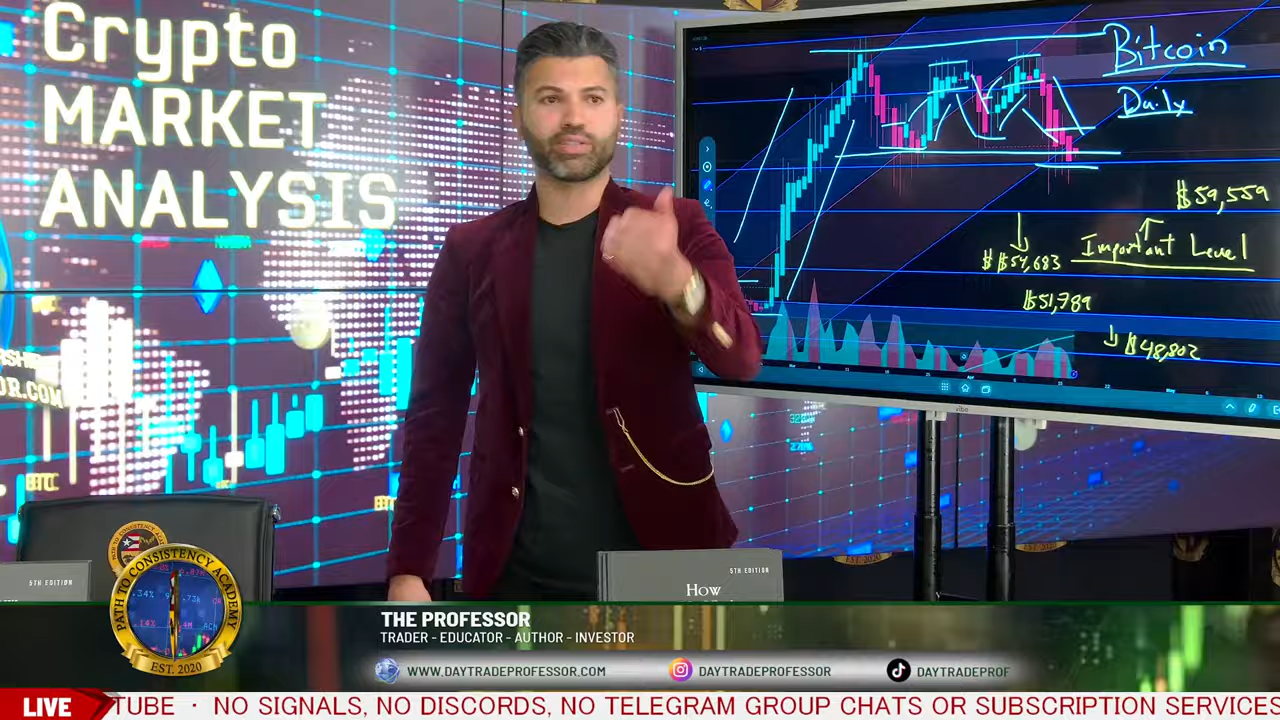 Crypto
MARKET
ANALYSIS
Bitcoin
Daily
$59,559
Important Level
$54,683
$51,789
$48,802
BTCC
5TH EDITION
5TH EDITION
How
PATH TO CONSISTENCY ACADEMY
EST. 2020
THE PROFESSOR
TRADER - EDUCATOR - AUTHOR - INVESTOR
WWW.DAYTRADEPROFESSOR.COM
DAYTRADEPROFESSOR
DAYTRADEPROF
LIVE
TUBE · NO SIGNALS, NO DISCORDS, NO TELEGRAM GROUP CHATS OR SUBSCRIPTION SERVICES